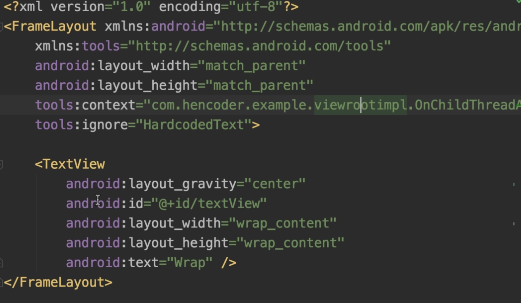 <?xml version="1.0" encoding="utf-8"?>
<FrameLayout xmlns:android="http://schemas.android.com/apk/res/andr
xmlns:tools="http://schemas.android.com/tools"
android:layout_width="match_parent"
android:layout_height="match_parent"
tools:context="com.hencoder.example.viewrootimpl.OnChildThreadA
tools:ignore="HardcodedText">
<TextView
android:layout_gravity="center"
android:id="@+id/textView"
android:layout_width="wrap_content"
android:layout_height="wrap_content"
android:text="Wrap" />
</FrameLayout>